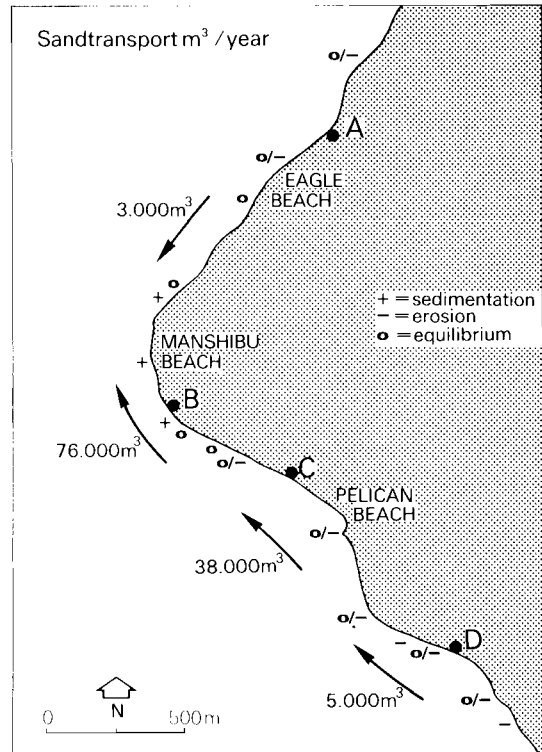 Sandtransport m³ /year
o/−
A
o/−
EAGLE
BEACH
o
3.000m³
o
+
+ = sedimentation
− = erosion
o = equilibrium
MANSHIBU
BEACH
+
B
+
o
76.000m³
o
o/−
C
PELICAN
BEACH
o/−
38.000m³
o/−
−
o/−
D
5.000m³
o/−
−
N
0 500m